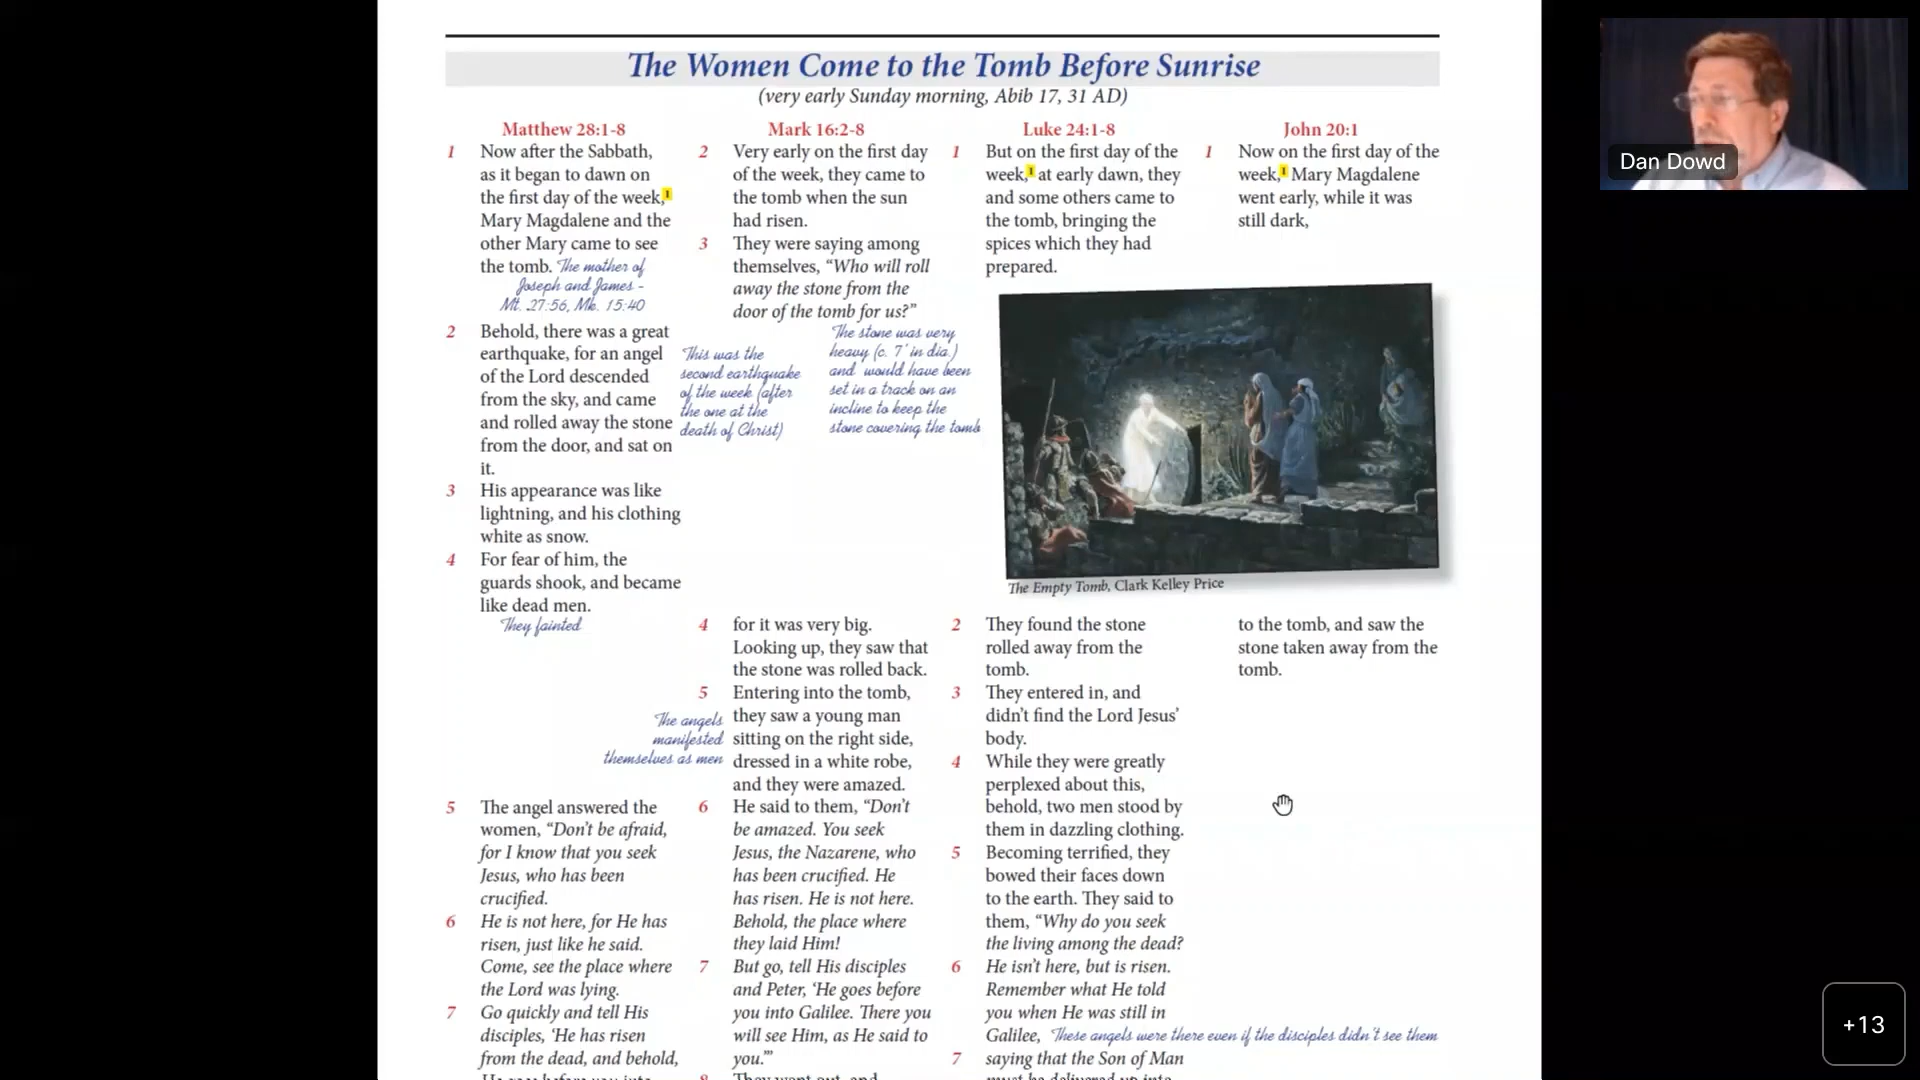 The Women Come to the Tomb Before Sunrise
(very early Sunday morning, Abib 17, 31 AD)
Matthew 28:1-8
1 Now after the Sabbath,
as it began to dawn on
the first day of the week,1
Mary Magdalene and the
other Mary came to see
the tomb. The mother of
Joseph and James -
Mt. 27:56, Mk. 15:40
2 Behold, there was a great
earthquake, for an angel
of the Lord descended
from the sky, and came
and rolled away the stone
from the door, and sat on
it.
3 His appearance was like
lightning, and his clothing
white as snow.
4 For fear of him, the
guards shook, and became
like dead men.
They fainted
5 The angel answered the
women, “Don’t be afraid,
for I know that you seek
Jesus, who has been
crucified.
6 He is not here, for He has
risen, just like he said.
Come, see the place where
the Lord was lying.
7 Go quickly and tell His
disciples, ‘He has risen
from the dead, and behold,
Mark 16:2-8
2 Very early on the first day
of the week, they came to
the tomb when the sun
had risen.
3 They were saying among
themselves, “Who will roll
away the stone from the
door of the tomb for us?”
This was the
second earthquake
of the week (after
the one at the
death of Christ)
The stone was very
heavy (c. 7' in dia.)
and would have been
set in a track on an
incline to keep the
stone covering the tomb
4 for it was very big.
Looking up, they saw that
the stone was rolled back.
5 Entering into the tomb,
they saw a young man
sitting on the right side,
dressed in a white robe,
and they were amazed.
The angels
manifested
themselves as men
6 He said to them, “Don’t
be amazed. You seek
Jesus, the Nazarene, who
has been crucified. He
has risen. He is not here.
Behold, the place where
they laid Him!
7 But go, tell His disciples
and Peter, ‘He goes before
you into Galilee. There you
will see Him, as He said to
you.’”
8 They went out, and
Luke 24:1-8
1 But on the first day of the
week,1 at early dawn, they
and some others came to
the tomb, bringing the
spices which they had
prepared.
The Empty Tomb, Clark Kelley Price
2 They found the stone
rolled away from the
tomb.
3 They entered in, and
didn’t find the Lord Jesus’
body.
4 While they were greatly
perplexed about this,
behold, two men stood by
them in dazzling clothing.
5 Becoming terrified, they
bowed their faces down
to the earth. They said to
them, “Why do you seek
the living among the dead?
6 He isn’t here, but is risen.
Remember what He told
you when He was still in
Galilee, These angels were there even if the disciples didn't see them
7 saying that the Son of Man
John 20:1
1 Now on the first day of the
week,1 Mary Magdalene
went early, while it was
still dark,
to the tomb, and saw the
stone taken away from the
tomb.
Dan Dowd
+13